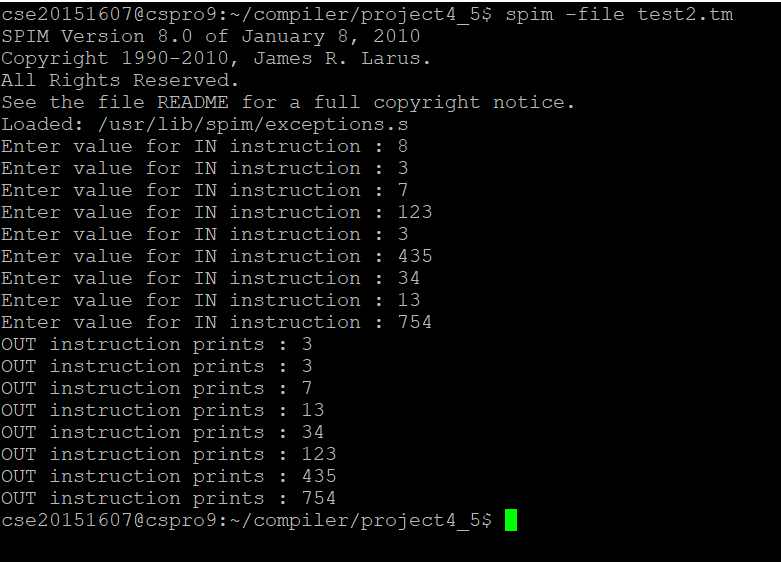 cse20151607@cspro9:~/compiler/project4_5$ spim -file test2.tm
SPIM Version 8.0 of January 8, 2010
Copyright 1990-2010, James R. Larus.
All Rights Reserved.
See the file README for a full copyright notice.
Loaded: /usr/lib/spim/exceptions.s
Enter value for IN instruction : 8
Enter value for IN instruction : 3
Enter value for IN instruction : 7
Enter value for IN instruction : 123
Enter value for IN instruction : 3
Enter value for IN instruction : 435
Enter value for IN instruction : 34
Enter value for IN instruction : 13
Enter value for IN instruction : 754
OUT instruction prints : 3
OUT instruction prints : 3
OUT instruction prints : 7
OUT instruction prints : 13
OUT instruction prints : 34
OUT instruction prints : 123
OUT instruction prints : 435
OUT instruction prints : 754
cse20151607@cspro9:~/compiler/project4_5$